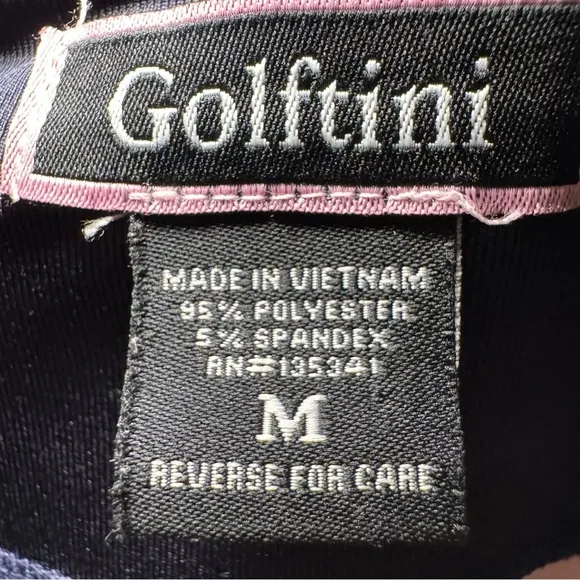 Golftini
MADE IN VIETNAM
95% POLYESTER
5% SPANDEX
RN#135341
M
REVERSE FOR CARE